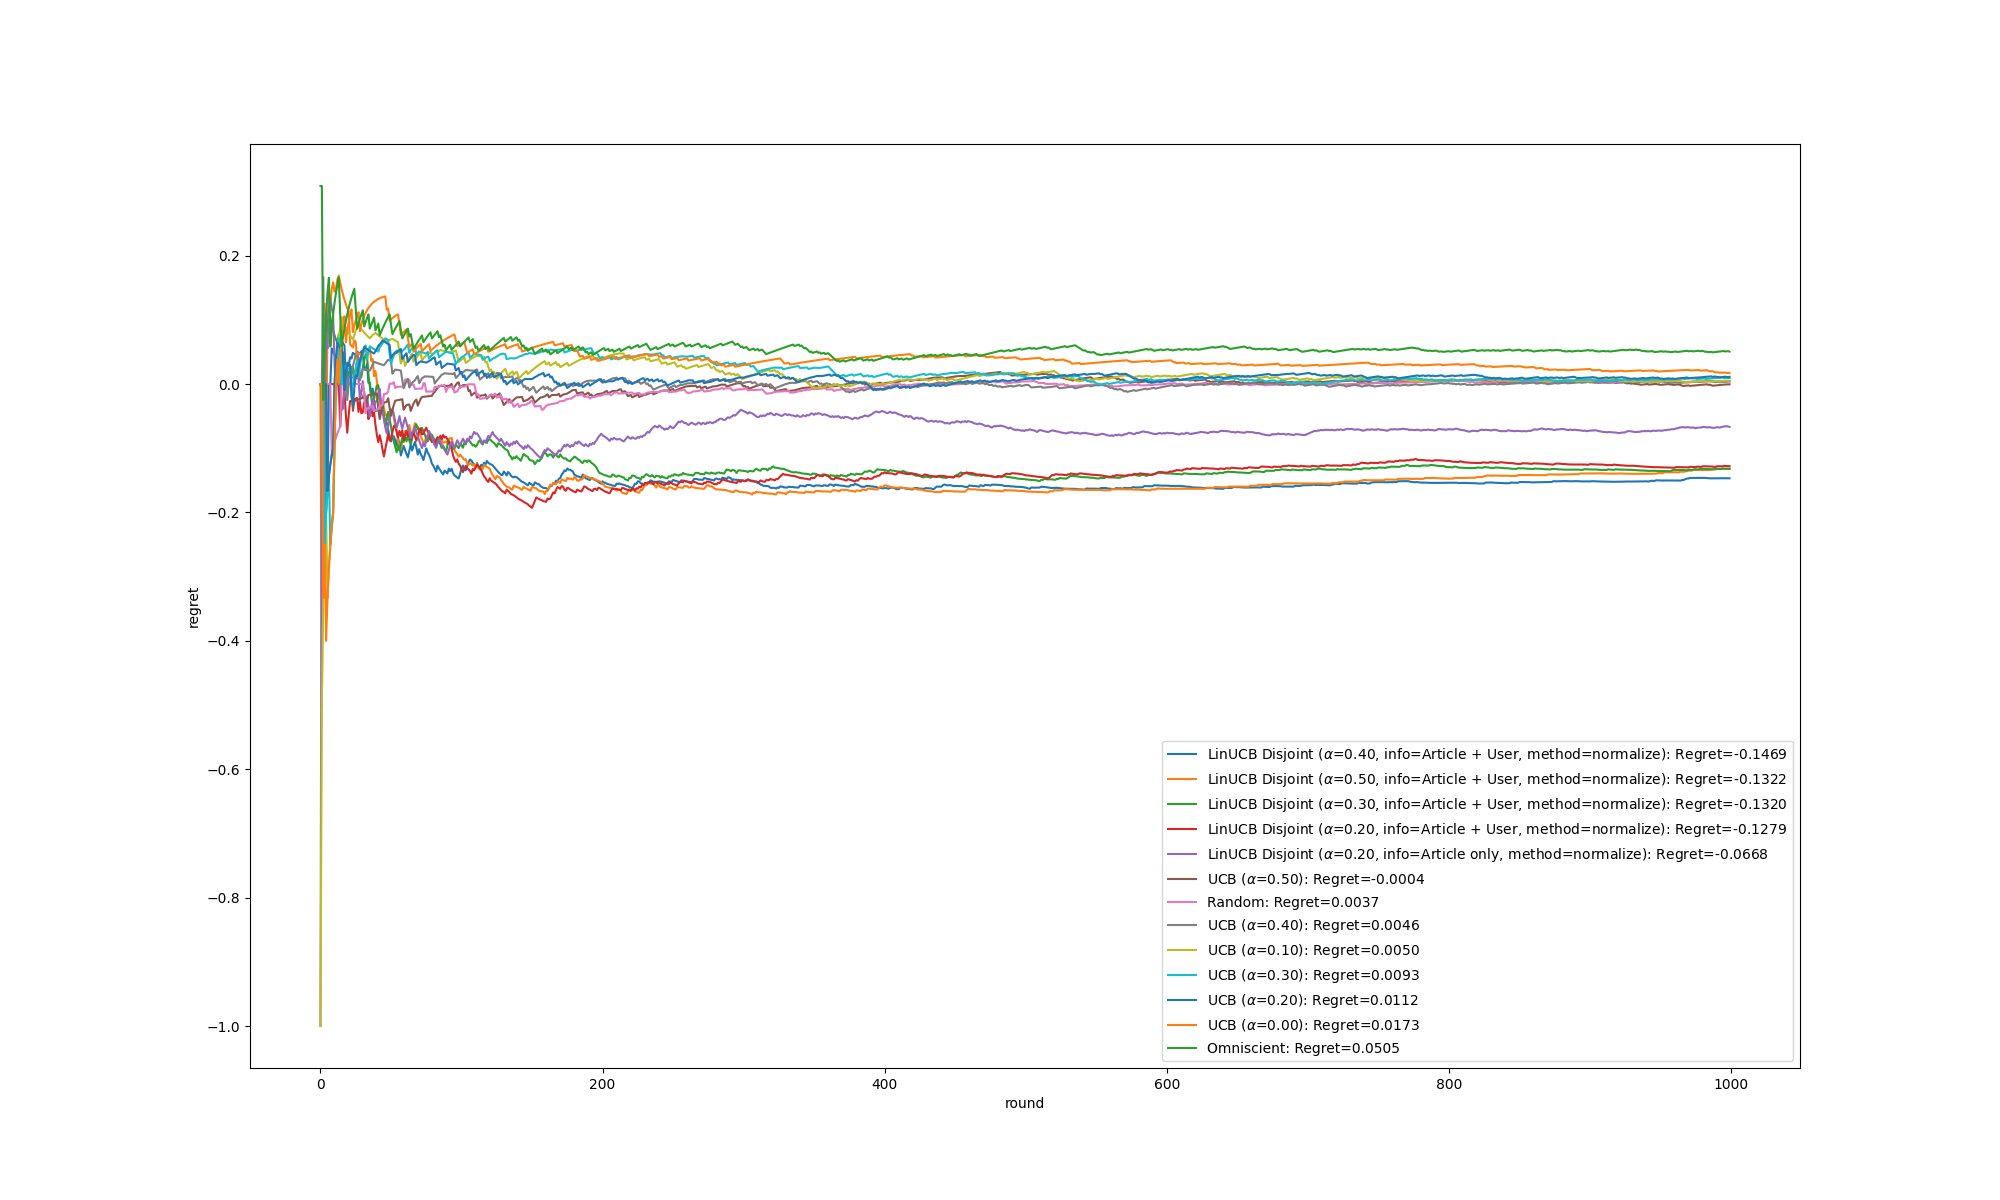 0.2
0.0
−0.2
−0.4
−0.6
−0.8
−1.0
regret
0 200 400 600 800 1000
round
LinUCB Disjoint (α=0.40, info=Article + User, method=normalize): Regret=-0.1469
LinUCB Disjoint (α=0.50, info=Article + User, method=normalize): Regret=-0.1322
LinUCB Disjoint (α=0.30, info=Article + User, method=normalize): Regret=-0.1320
LinUCB Disjoint (α=0.20, info=Article + User, method=normalize): Regret=-0.1279
LinUCB Disjoint (α=0.20, info=Article only, method=normalize): Regret=-0.0668
UCB (α=0.50): Regret=-0.0004
Random: Regret=0.0037
UCB (α=0.40): Regret=0.0046
UCB (α=0.10): Regret=0.0050
UCB (α=0.30): Regret=0.0093
UCB (α=0.20): Regret=0.0112
UCB (α=0.00): Regret=0.0173
Omniscient: Regret=0.0505